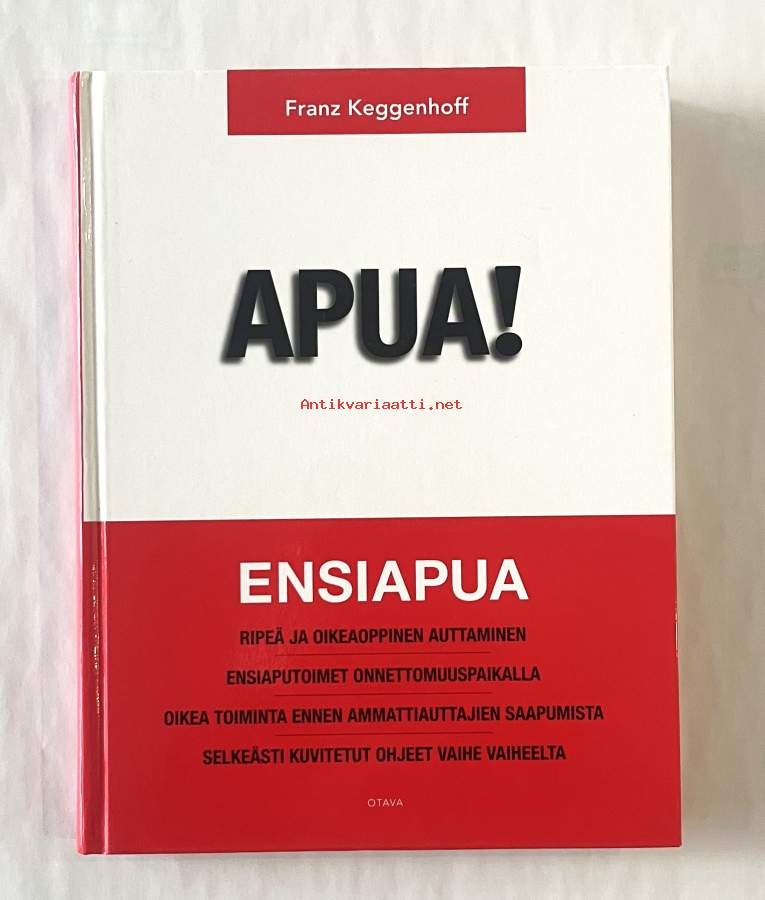 Franz Keggenhoff
APUA!
Antikvariaatti.net
ENSIAPUA
RIPEÄ JA OIKEAOPPINEN AUTTAMINEN
ENSIAPUTOIMET ONNETTOMUUSPAIKALLA
OIKEA TOIMINTA ENNEN AMMATTIAUTTAJIEN SAAPUMISTA
SELKEÄSTI KUVITETUT OHJEET VAIHE VAIHEELTA
OTAVA